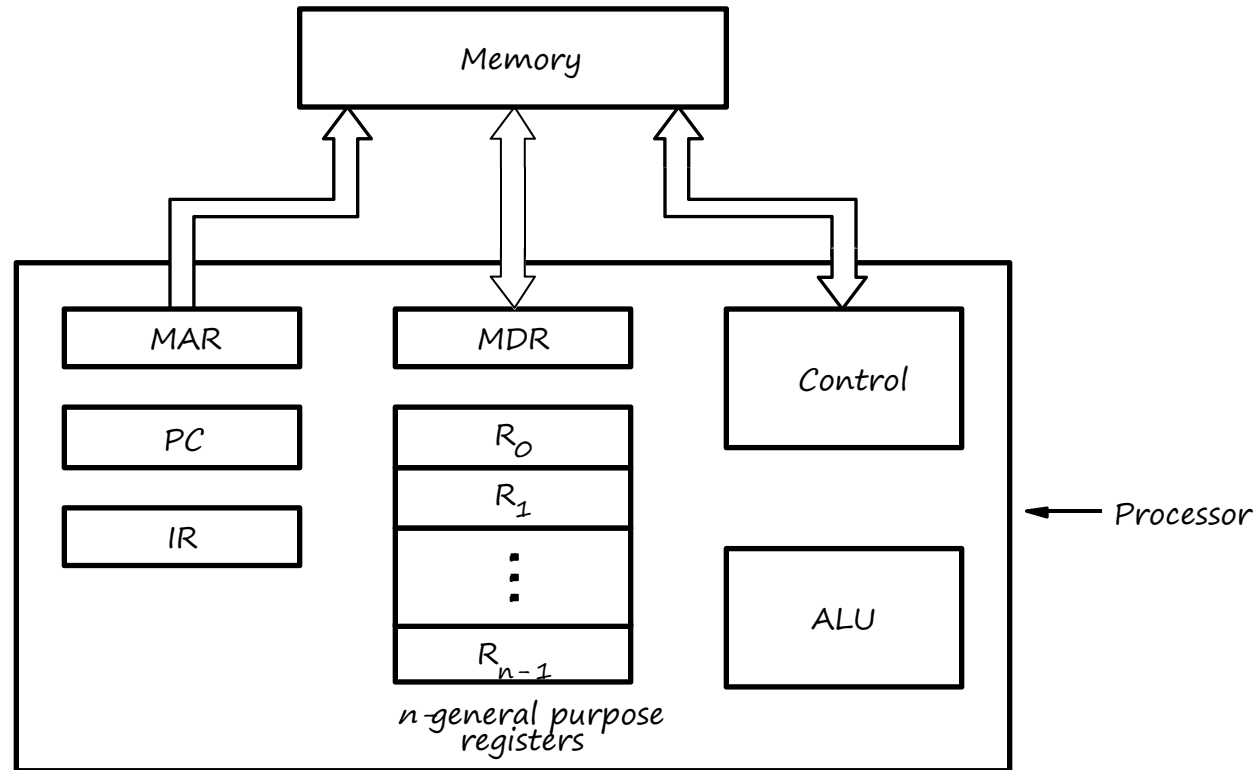 Memory
MAR
MDR
Control
PC
R0
R1
IR
Processor
ALU
Rn-1
n-general purpose
registers